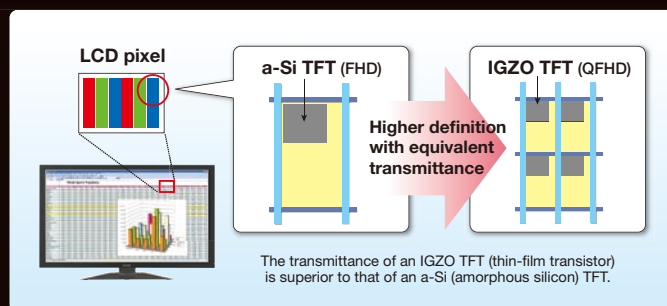 LCD pixel
a-Si TFT (FHD)
Higher definition
with equivalent
transmittance
IGZO TFT (QFHD)
The transmittance of an IGZO TFT (thin-film transistor)
is superior to that of an a-Si (amorphous silicon) TFT.